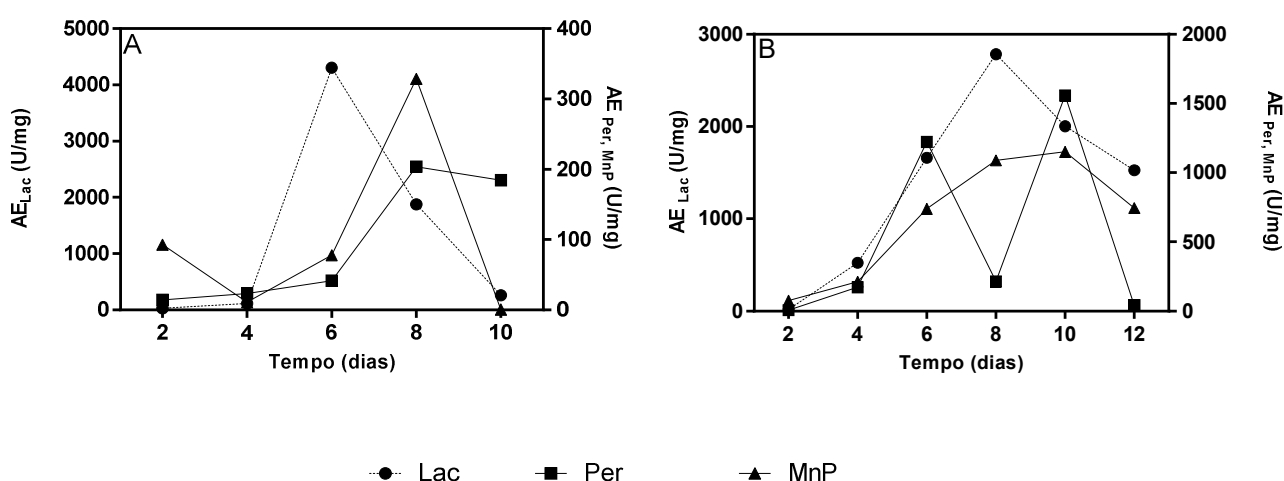 A
5000
4000
3000
2000
1000
0
AE Lac (U/mg)
400
300
200
100
0
AE Per, MnP (U/mg)
2 4 6 8 10
Tempo (dias)
B
3000
2000
1000
0
AE Lac (U/mg)
2000
1500
1000
500
0
AE Per, MnP (U/mg)
2 4 6 8 10 12
Tempo (dias)
Lac Per MnP